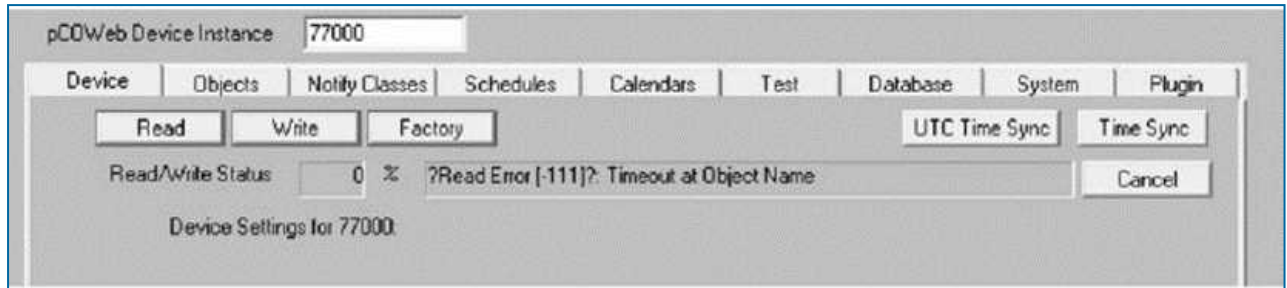 pCOWeb Device Instance 77000
Device Objects Notify Classes Schedules Calendars Test Database System Plugin
Read Write Factory UTC Time Sync Time Sync
Read/Write Status 0 % ?Read Error [-111]?: Timeout at Object Name Cancel
Device Settings for 77000: